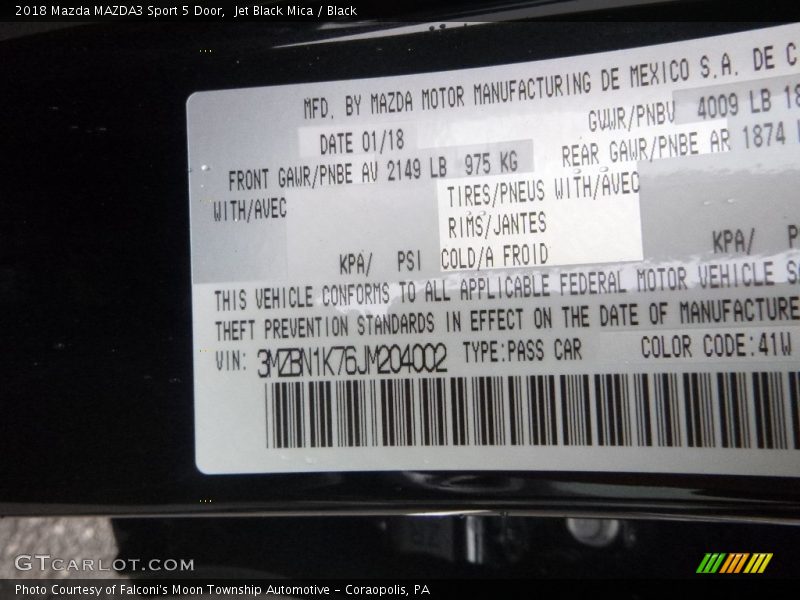 2018 Mazda MAZDA3 Sport 5 Door, Jet Black Mica / Black
MFD. BY MAZDA MOTOR MANUFACTURING DE MEXICO S.A. DE C
DATE 01/18 GVWR/PNBV 4009 LB 18
FRONT GAWR/PNBE AV 2149 LB 975 KG REAR GAWR/PNBE AR 1874
WITH/AVEC TIRES/PNEUS WITH/AVEC
RIMS/JANTES
KPA/ PSI COLD/A FROID KPA/ P
THIS VEHICLE CONFORMS TO ALL APPLICABLE FEDERAL MOTOR VEHICLE S
THEFT PREVENTION STANDARDS IN EFFECT ON THE DATE OF MANUFACTURE
VIN: 3MZBN1K76JM204002 TYPE:PASS CAR COLOR CODE:41W
GTCARLOT.COM
Photo Courtesy of Falconi's Moon Township Automotive - Coraopolis, PA